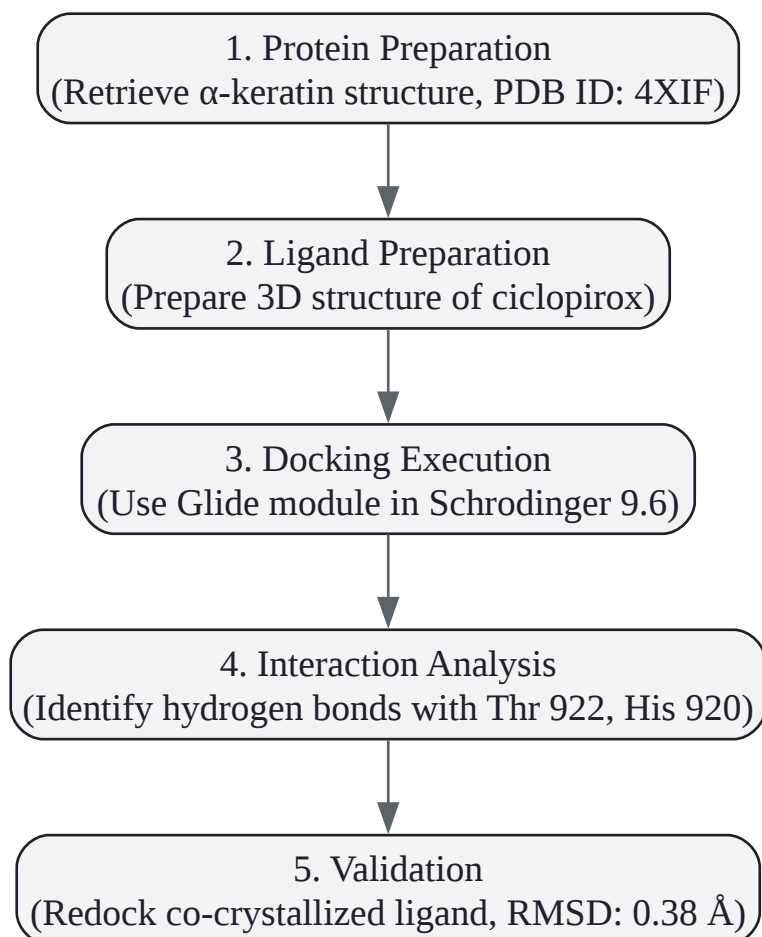 1. Protein Preparation
(Retrieve α-keratin structure, PDB ID: 4XIF)
2. Ligand Preparation
(Prepare 3D structure of ciclopirox)
3. Docking Execution
(Use Glide module in Schrodinger 9.6)
4. Interaction Analysis
(Identify hydrogen bonds with Thr 922, His 920)
5. Validation
(Redock co-crystallized ligand, RMSD: 0.38 Å)